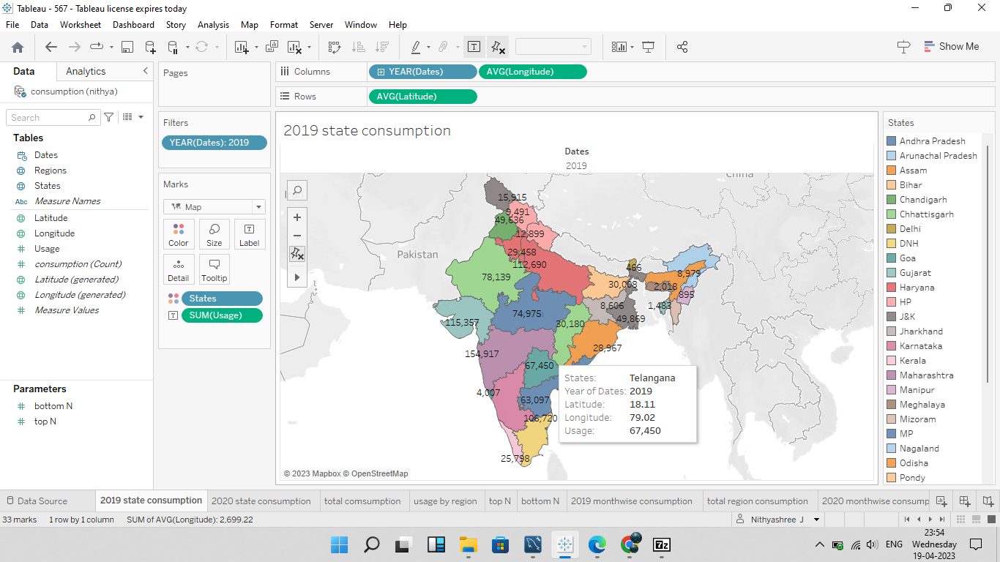 Tableau - 567 - Tableau license expires today
File Data Worksheet Dashboard Story Analysis Map Format Server Window Help
Show Me
Data Analytics
consumption (nithya)
Search
Tables
Dates
Regions
States
Abc Measure Names
Latitude
Longitude
Usage
consumption (Count)
Latitude (generated)
Longitude (generated)
Measure Values
Parameters
bottom N
top N
Pages
Filters
YEAR(Dates): 2019
Marks
Map
Color Size Label
Detail Tooltip
States
SUM(Usage)
Columns YEAR(Dates) AVG(Longitude)
Rows AVG(Latitude)
2019 state consumption
Dates
2019
China
Pakistan
15,915
9,491
49,636
12,899
29,458
112,690
78,139
466
8,979
30,008
2,018
895
8,606
1,483
74,975
49,869
115,357
30,180
28,967
154,917
67,450
4,007
63,097
106,720
25,798
States: Telangana
Year of Dates: 2019
Latitude: 18.11
Longitude: 79.02
Usage: 67,450
© 2023 Mapbox © OpenStreetMap
States
Andhra Pradesh
Arunachal Pradesh
Assam
Bihar
Chandigarh
Chhattisgarh
Delhi
DNH
Goa
Gujarat
Haryana
HP
J&K
Jharkhand
Karnataka
Kerala
Maharashtra
Manipur
Meghalaya
Mizoram
MP
Nagaland
Odisha
Pondy
Data Source 2019 state consumption 2020 state consumption total comsumption usage by region top N bottom N 2019 monthwise consumption total region consumption 2020 monthwise consump
33 marks 1 row by 1 column SUM of AVG(Longitude): 2,699.22 Nithyashree J
7z
ENG
23:54
Wednesday
19-04-2023